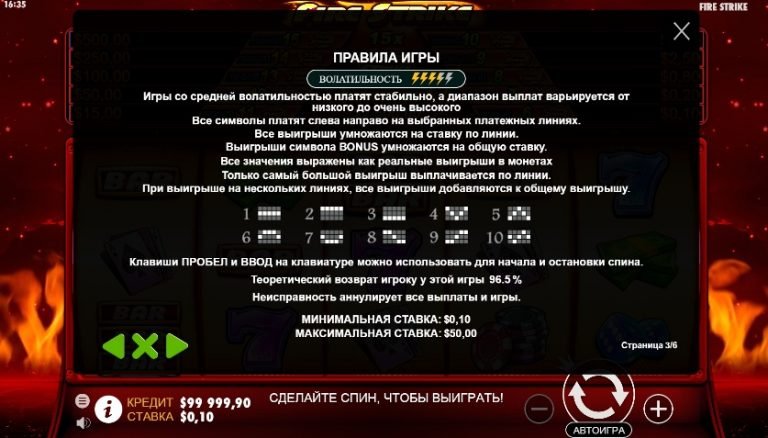 16:35
FIRE STRIKE
FIRE STRIKE
ПРАВИЛА ИГРЫ
ВОЛАТИЛЬНОСТЬ
Игры со средней волатильностью платят стабильно, а диапазон выплат варьируется от
низкого до очень высокого
Все символы платят слева направо на выбранных платежных линиях.
Все выигрыши умножаются на ставку по линии.
Выигрыши символа BONUS умножаются на общую ставку.
Все значения выражены как реальные выигрыши в монетах
Только самый большой выигрыш выплачивается по линии.
При выигрыше на нескольких линиях, все выигрыши добавляются к общему выигрышу.
1 2 3 4 5
6 7 8 9 10
Клавиши ПРОБЕЛ и ВВОД на клавиатуре можно использовать для начала и остановки спина.
Теоретический возврат игроку у этой игры 96.5%
Неисправность аннулирует все выплаты и игры.
МИНИМАЛЬНАЯ СТАВКА: $0,10
МАКСИМАЛЬНАЯ СТАВКА: $50,00
Страница 3/6
КРЕДИТ $99 999,90
СТАВКА $0,10
СДЕЛАЙТЕ СПИН, ЧТОБЫ ВЫИГРАТЬ!
АВТОИГРА